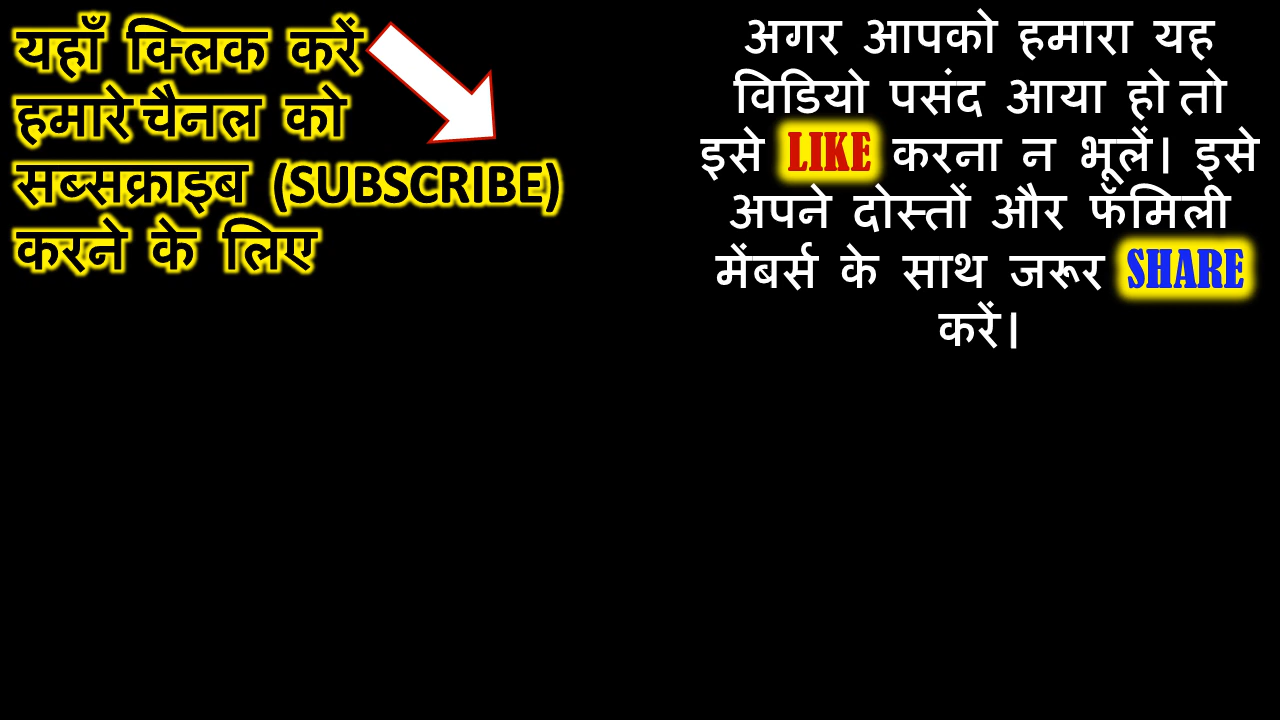 यहाँ क्लिक करें
हमारे चैनल को
सब्सक्राइब (SUBSCRIBE)
करने के लिए
अगर आपको हमारा यह
विडियो पसंद आया हो तो
इसे LIKE करना न भूलें। इसे
अपने दोस्तों और फॅमिली
मेंबर्स के साथ जरूर SHARE
करें।